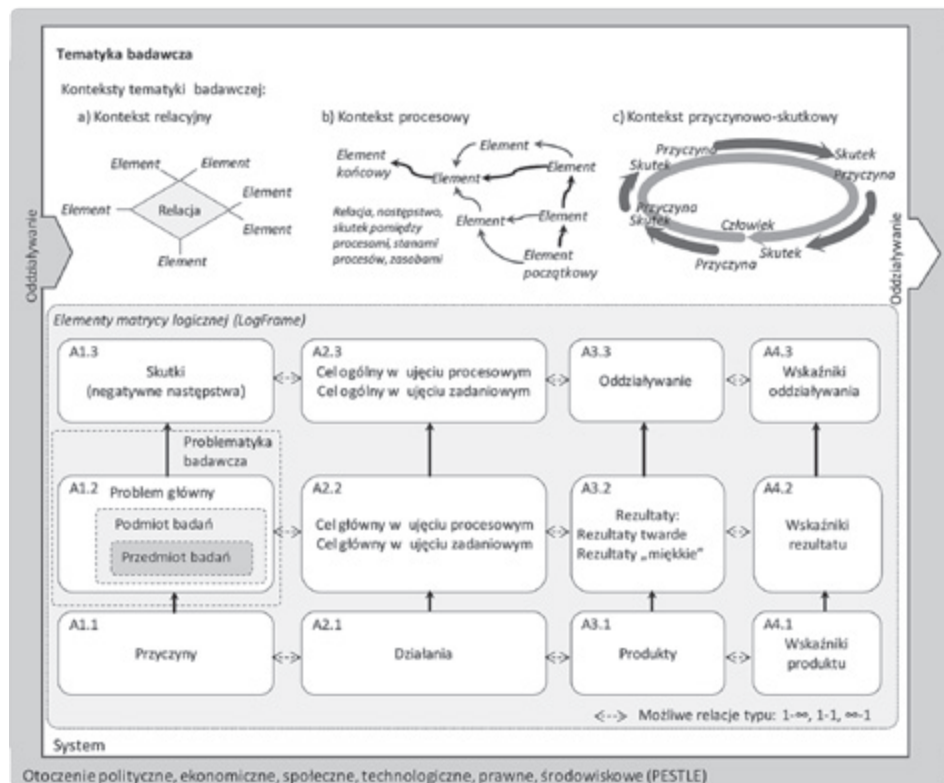 Tematyka badawcza
Konteksty tematyki badawczej:
a) Kontekst relacyjny
Element
Element
Element
Element
Element
Element
Relacja
b) Kontekst procesowy
Element
Element
końcowy
Element
Element
Element
Element
Element
początkowy
Relacja, następstwo,
skutek pomiędzy
procesami, stanami
procesów, zasobami
c) Kontekst przyczynowo-skutkowy
Przyczyna
Skutek
Skutek
Przyczyna
Przyczyna
Skutek
Człowiek
Przyczyna
Skutek
Oddziaływanie
Oddziaływanie
Elementy matrycy logicznej (LogFrame)
A1.3
Skutki
(negatywne następstwa)
A2.3
Cel ogólny w ujęciu procesowym
Cel ogólny w ujęciu zadaniowym
A3.3
Oddziaływanie
A4.3
Wskaźniki
oddziaływania
Problematyka
badawcza
A1.2
Problem główny
Podmiot badań
Przedmiot badań
A2.2
Cel główny w ujęciu procesowym
Cel główny w ujęciu zadaniowym
A3.2
Rezultaty:
Rezultaty twarde
Rezultaty „miękkie”
A4.2
Wskaźniki
rezultatu
A1.1
Przyczyny
A2.1
Działania
A3.1
Produkty
A4.1
Wskaźniki
produktu
<--> Możliwe relacje typu: 1-∞, 1-1, ∞-1
System
Otoczenie polityczne, ekonomiczne, społeczne, technologiczne, prawne, środowiskowe (PESTLE)